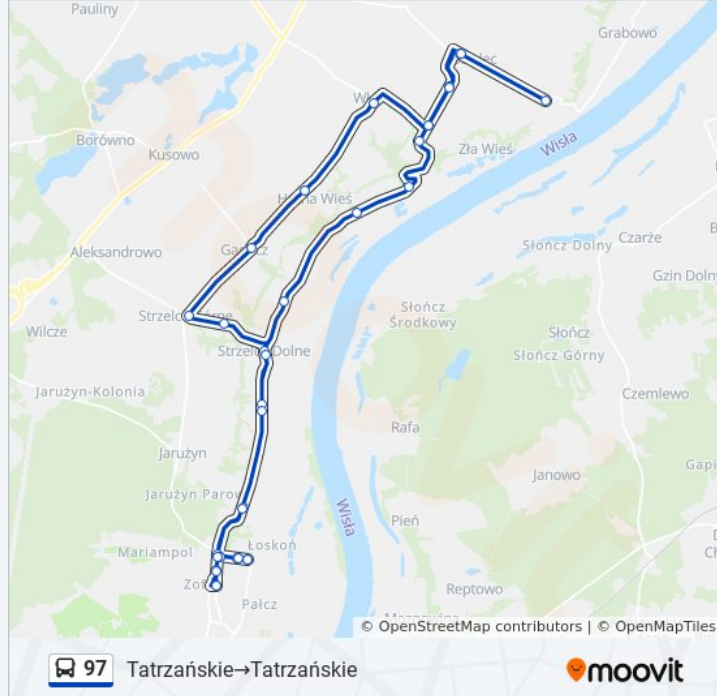 Pauliny
Grabowo
Borówno
Kusowo
Zła Wieś
Wisła
Aleksandrowo
Słończ Dolny
Czarże
Gzin Dolny
Słończ
Środkowy
Wilcze
Strzelce Dolne
Słończ
Słończ Górny
Jarużyn-Kolonia
Czemlewo
Rafa
Jarużyn
Janowo
Jarużyn Parowy
Wisła
Pień
Mariampol
Łoskoń
Reptowo
Pałcz
© OpenStreetMap contributors | © OpenMapTiles
97 Tatrzańskie→Tatrzańskie
moovit